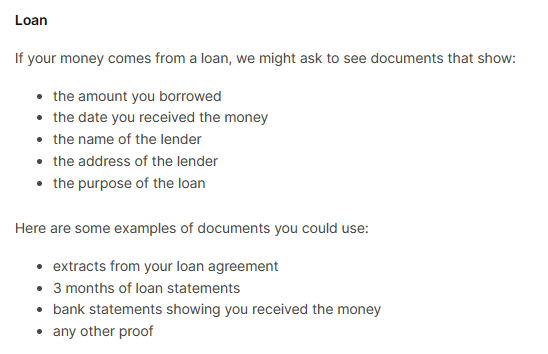 Loan
If your money comes from a loan, we might ask to see documents that show:
• the amount you borrowed
• the date you received the money
• the name of the lender
• the address of the lender
• the purpose of the loan
Here are some examples of documents you could use:
• extracts from your loan agreement
• 3 months of loan statements
• bank statements showing you received the money
• any other proof